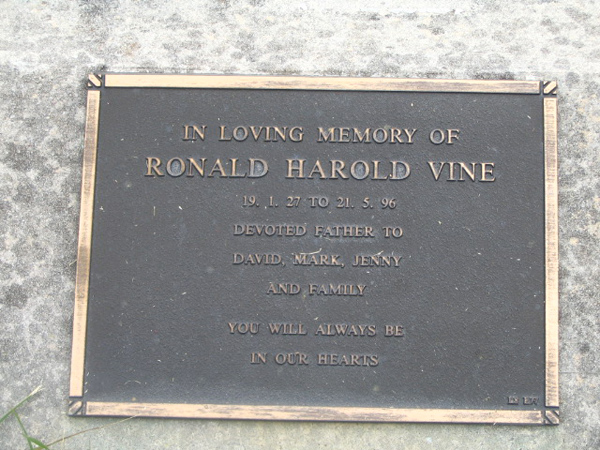 IN LOVING MEMORY OF
RONALD HAROLD VINE
19. 1. 27 TO 21. 5. 96
DEVOTED FATHER TO
DAVID, MARK, JENNY
AND FAMILY
YOU WILL ALWAYS BE
IN OUR HEARTS